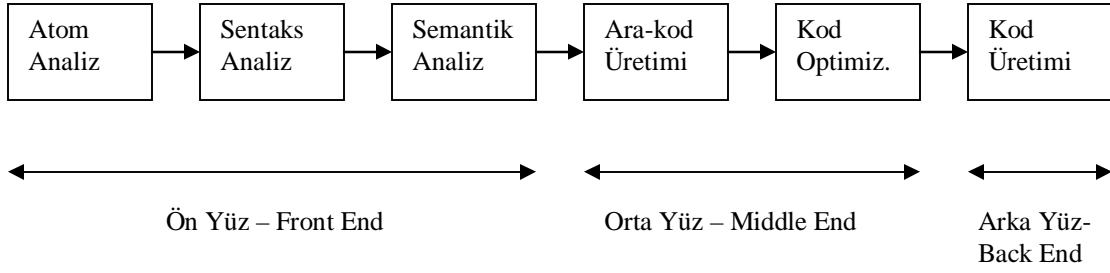 Atom
Analiz
Sentaks
Analiz
Semantik
Analiz
Ara-kod
Üretimi
Kod
Optimiz.
Kod
Üretimi
Ön Yüz – Front End
Orta Yüz – Middle End
Arka Yüz-
Back End